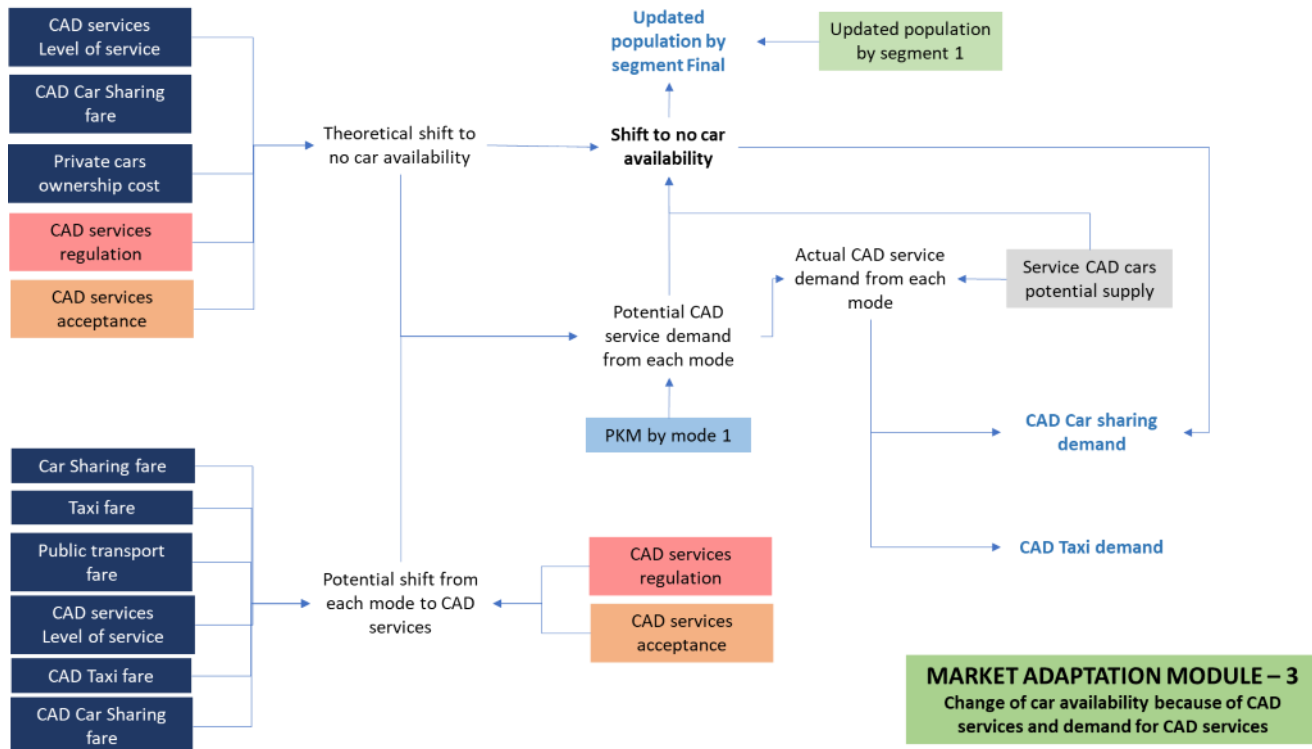 CAD services
Level of service
CAD Car Sharing
fare
Private cars
ownership cost
CAD services
regulation
CAD services
acceptance
Theoretical shift to
no car availability
Updated
population by
segment Final
Updated population
by segment 1
Shift to no car
availability
Actual CAD service
demand from each
mode
Service CAD cars
potential supply
Potential CAD
service demand
from each mode
PKM by mode 1
CAD Car sharing
demand
CAD Taxi demand
Car Sharing fare
Taxi fare
Public transport
fare
CAD services
Level of service
CAD Taxi fare
CAD Car Sharing
fare
Potential shift from
each mode to CAD
services
CAD services
regulation
CAD services
acceptance
MARKET ADAPTATION MODULE – 3
Change of car availability because of CAD
services and demand for CAD services